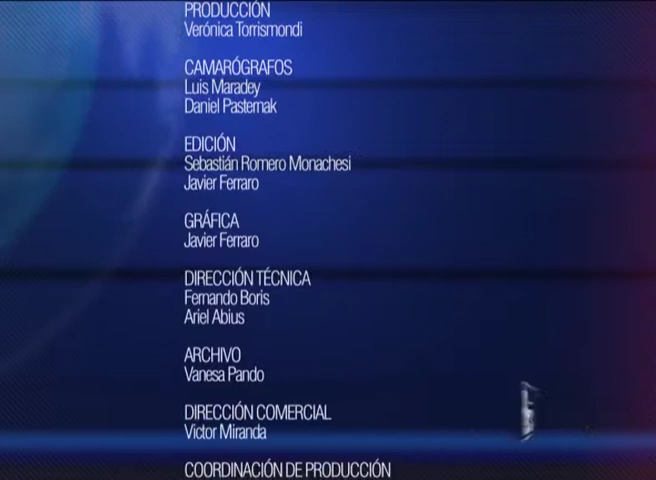 PRODUCCIÓN
Verónica Torrismondi
CAMARÓGRAFOS
Luis Maradey
Daniel Pasternak
EDICIÓN
Sebastián Romero Monachesi
Javier Ferraro
GRÁFICA
Javier Ferraro
DIRECCIÓN TÉCNICA
Fernando Boris
Ariel Abius
ARCHIVO
Vanesa Pando
DIRECCIÓN COMERCIAL
Victor Miranda
COORDINACIÓN DE PRODUCCIÓN